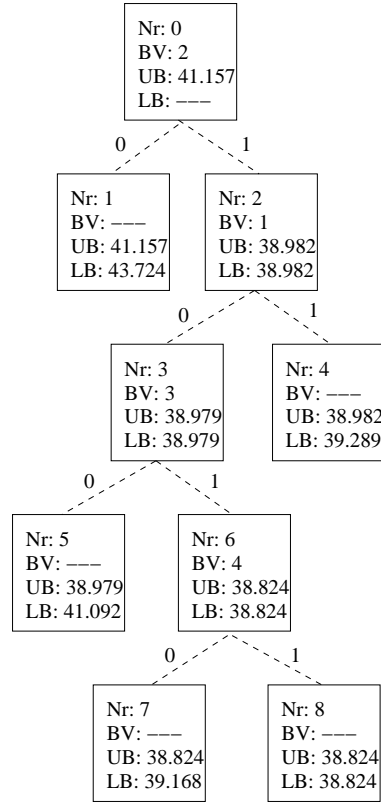 Nr: 0
BV: 2
UB: 41.157
LB: −−−
0
1
Nr: 1
BV: −−−
UB: 41.157
LB: 43.724
Nr: 2
BV: 1
UB: 38.982
LB: 38.982
0
1
Nr: 3
BV: 3
UB: 38.979
LB: 38.979
Nr: 4
BV: −−−
UB: 38.982
LB: 39.289
0
1
Nr: 5
BV: −−−
UB: 38.979
LB: 41.092
Nr: 6
BV: 4
UB: 38.824
LB: 38.824
0
1
Nr: 7
BV: −−−
UB: 38.824
LB: 39.168
Nr: 8
BV: −−−
UB: 38.824
LB: 38.824